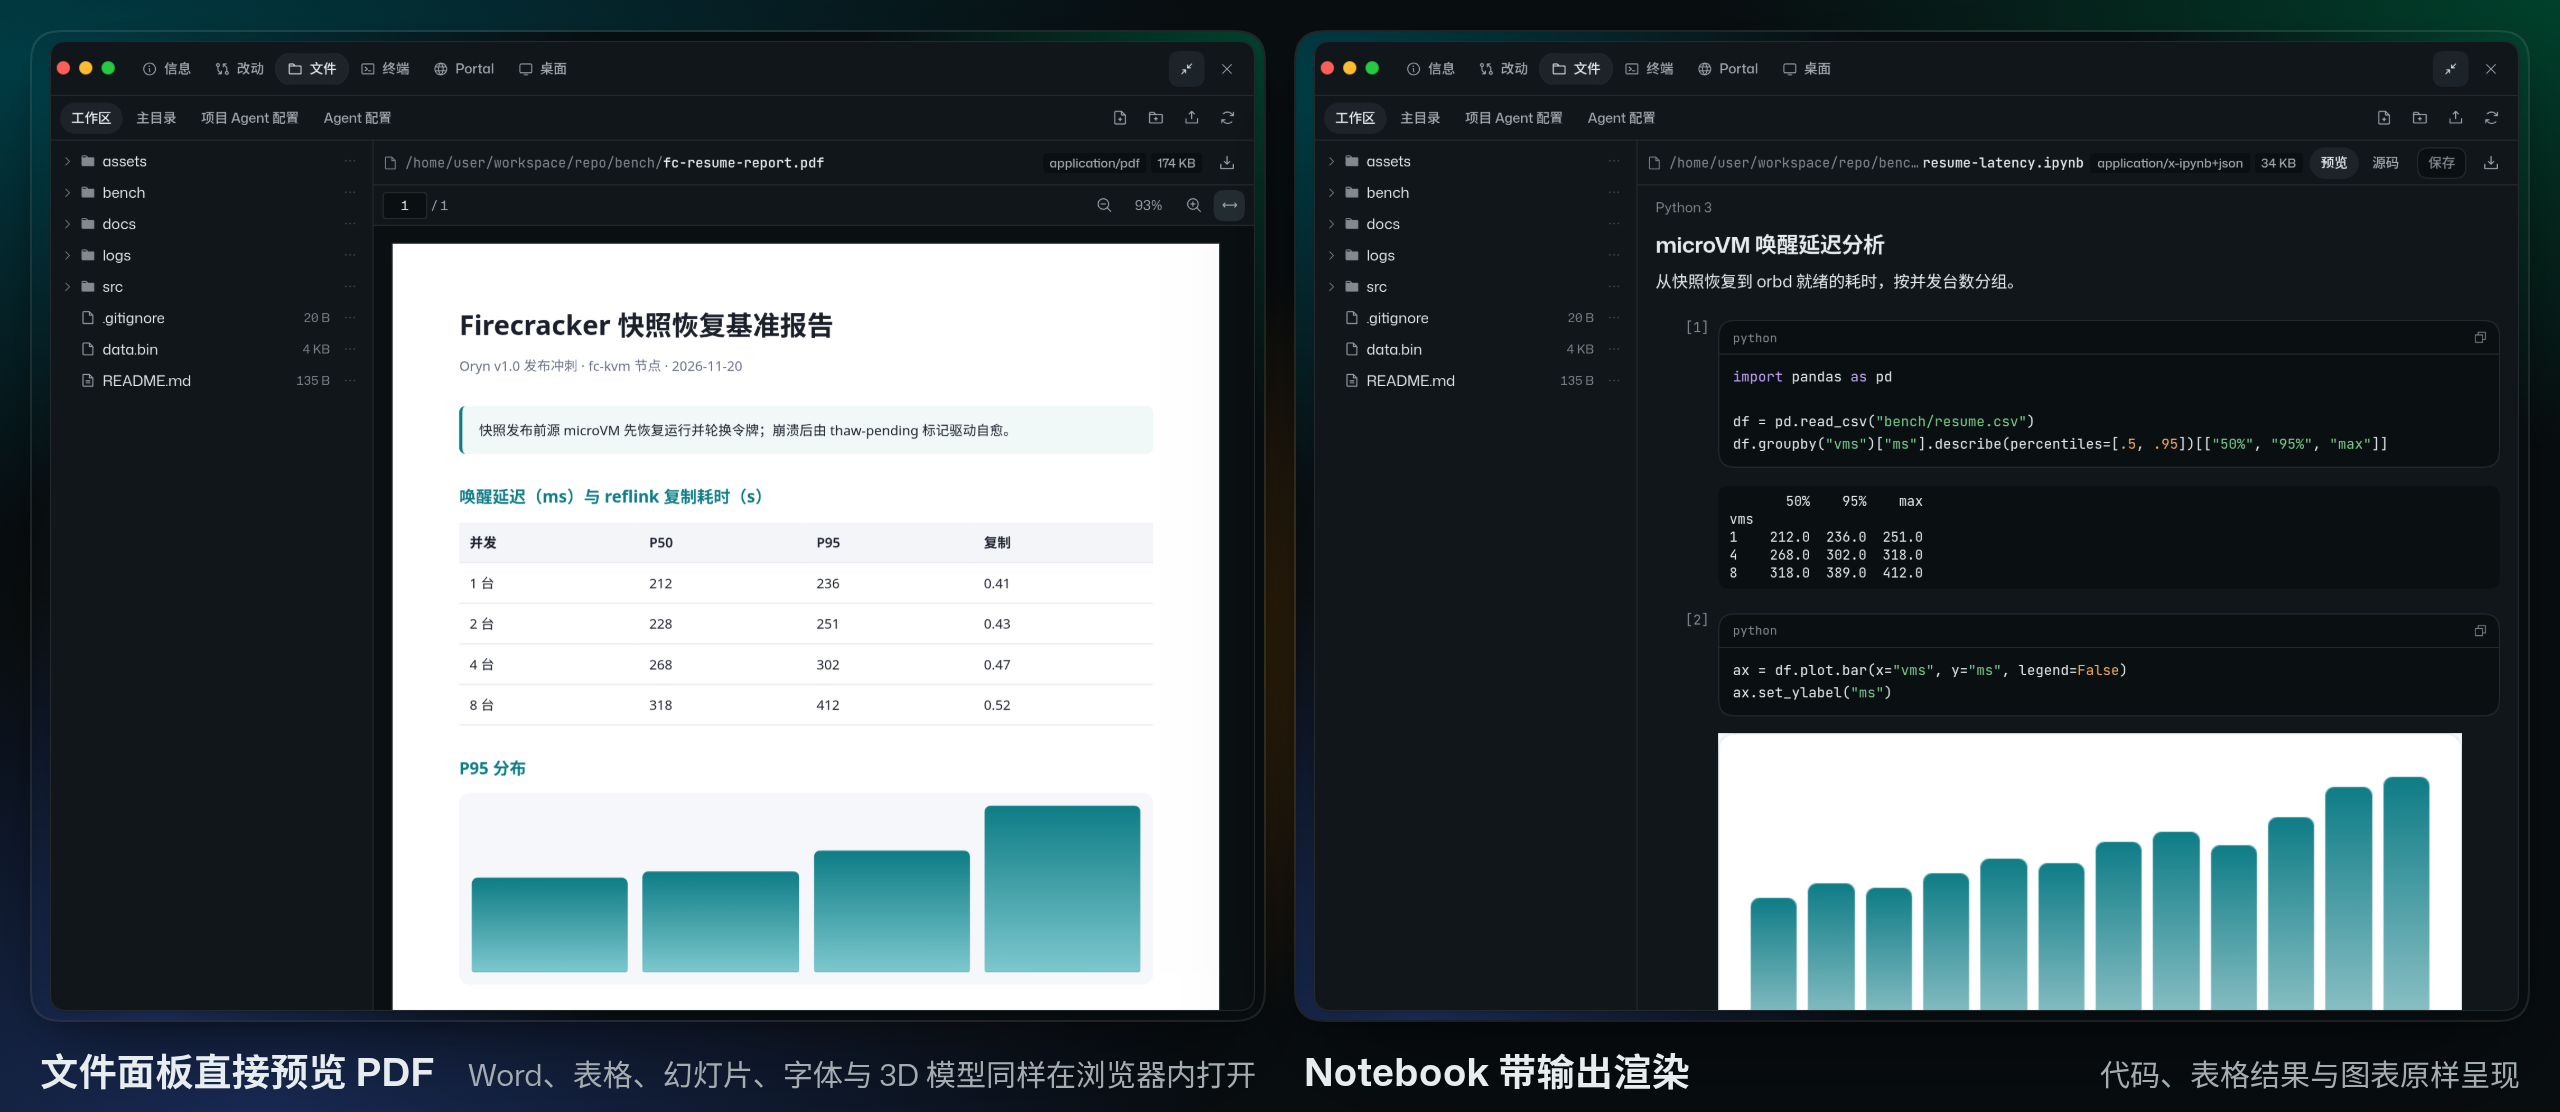 信息 改动 文件 终端 Portal 桌面
工作区 主目录 项目 Agent 配置 Agent 配置
assets
bench
docs
logs
src
.gitignore 20 B
data.bin 4 KB
README.md 135 B
/home/user/workspace/repo/bench/fc-resume-report.pdf application/pdf 174 KB
1 / 1 93%
Firecracker 快照恢复基准报告
Oryn v1.0 发布冲刺 · fc-kvm 节点 · 2026-11-20
快照发布前源 microVM 先恢复运行并轮换令牌；崩溃后由 thaw-pending 标记驱动自愈。
唤醒延迟（ms）与 reflink 复制耗时（s）
并发 P50 P95 复制
1 台 212 236 0.41
2 台 228 251 0.43
4 台 268 302 0.47
8 台 318 412 0.52
P95 分布
文件面板直接预览 PDF Word、表格、幻灯片、字体与 3D 模型同样在浏览器内打开
信息 改动 文件 终端 Portal 桌面
工作区 主目录 项目 Agent 配置 Agent 配置
assets
bench
docs
logs
src
.gitignore 20 B
data.bin 4 KB
README.md 135 B
/home/user/workspace/repo/benc… resume-latency.ipynb application/x-ipynb+json 34 KB 预览 源码 保存
Python 3
microVM 唤醒延迟分析
从快照恢复到 orbd 就绪的耗时，按并发台数分组。
[1] python
import pandas as pd
df = pd.read_csv("bench/resume.csv")
df.groupby("vms")["ms"].describe(percentiles=[.5, .95])[["50%", "95%", "max"]]
50% 95% max
vms
1 212.0 236.0 251.0
4 268.0 302.0 318.0
8 318.0 389.0 412.0
[2] python
ax = df.plot.bar(x="vms", y="ms", legend=False)
ax.set_ylabel("ms")
Notebook 带输出渲染 代码、表格结果与图表原样呈现